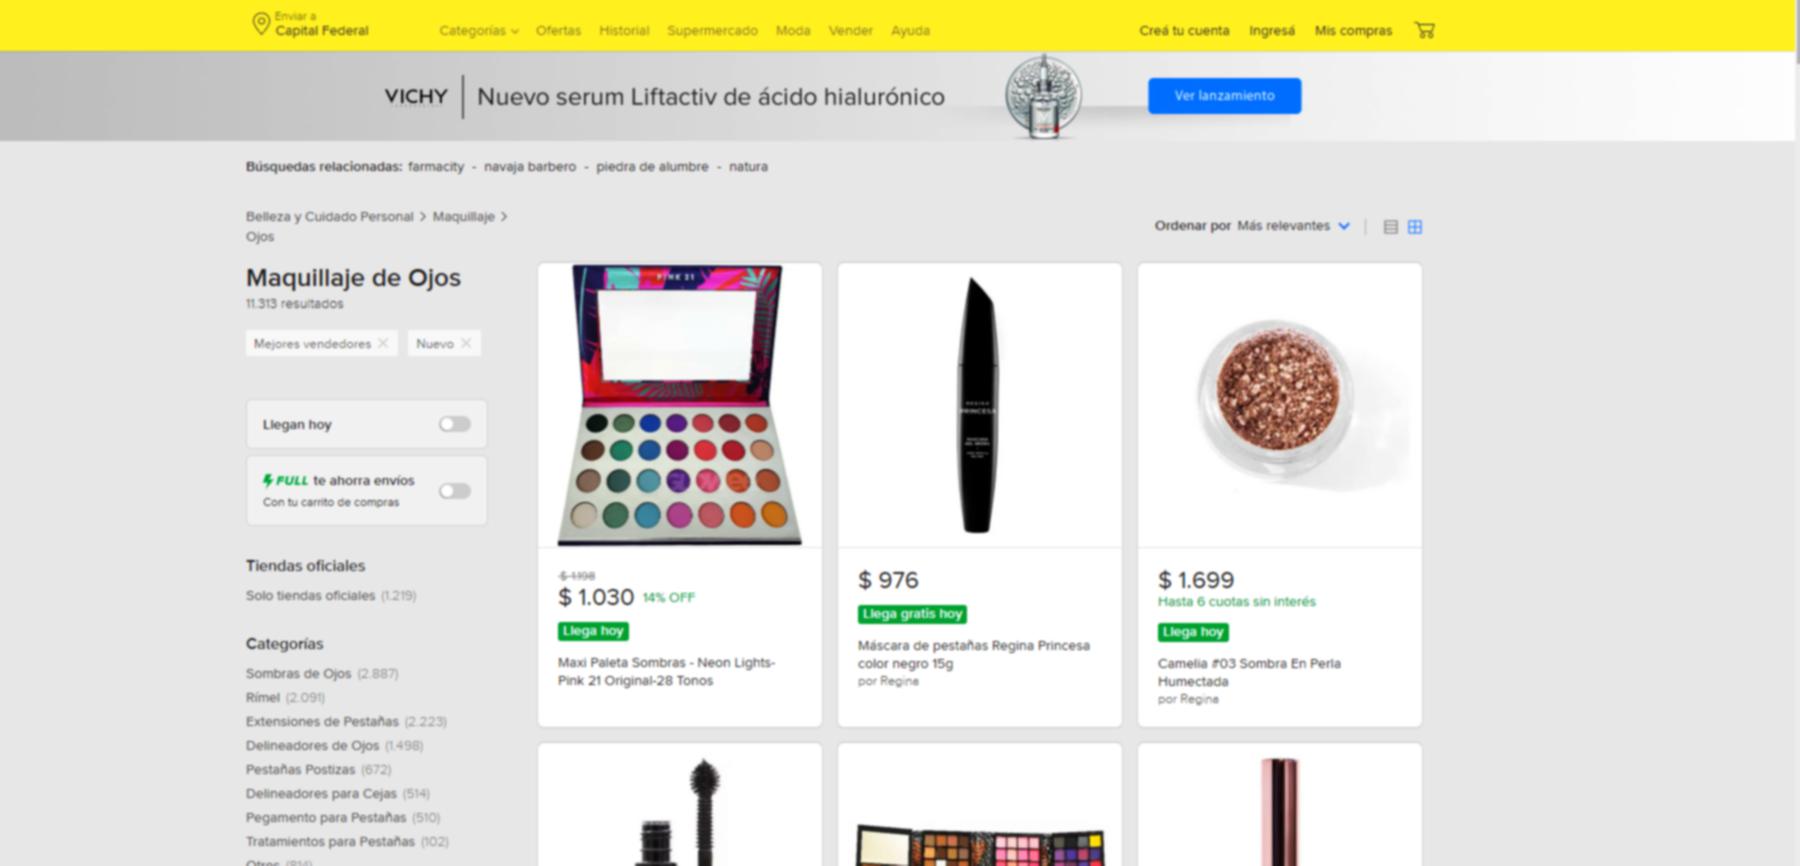 Enviar a
Capital Federal
Categorías
Ofertas
Historial
Supermercado
Moda
Vender
Ayuda
Creá tu cuenta
Ingresá
Mis compras
VICHY
Nuevo serum Liftactiv de ácido hialurónico
Ver lanzamiento
Búsquedas relacionadas: farmacity - navaja barbero - piedra de alumbre - natura
Belleza y Cuidado Personal > Maquillaje >
Ojos
Ordenar por Más relevantes
Maquillaje de Ojos
11.313 resultados
Mejores vendedores
Nuevo
Llegan hoy
FULL te ahorra envíos
Con tu carrito de compras
Tiendas oficiales
Solo tiendas oficiales (1.219)
Categorías
Sombras de Ojos (2.887)
Rímel (2.091)
Extensiones de Pestañas (2.223)
Delineadores de Ojos (1.498)
Pestañas Postizas (672)
Delineadores para Cejas (514)
Pegamento para Pestañas (510)
Tratamientos para Pestañas (102)
Otros (814)
PINK 21
$ 1.198
$ 1.030 14% OFF
Llega hoy
Maxi Paleta Sombras - Neon Lights-
Pink 21 Original-28 Tonos
REGINA
PRINCESA
$ 976
Llega gratis hoy
Máscara de pestañas Regina Princesa
color negro 15g
por Regina
$ 1.699
Hasta 6 cuotas sin interés
Llega hoy
Camelia #03 Sombra En Perla
Humectada
por Regina